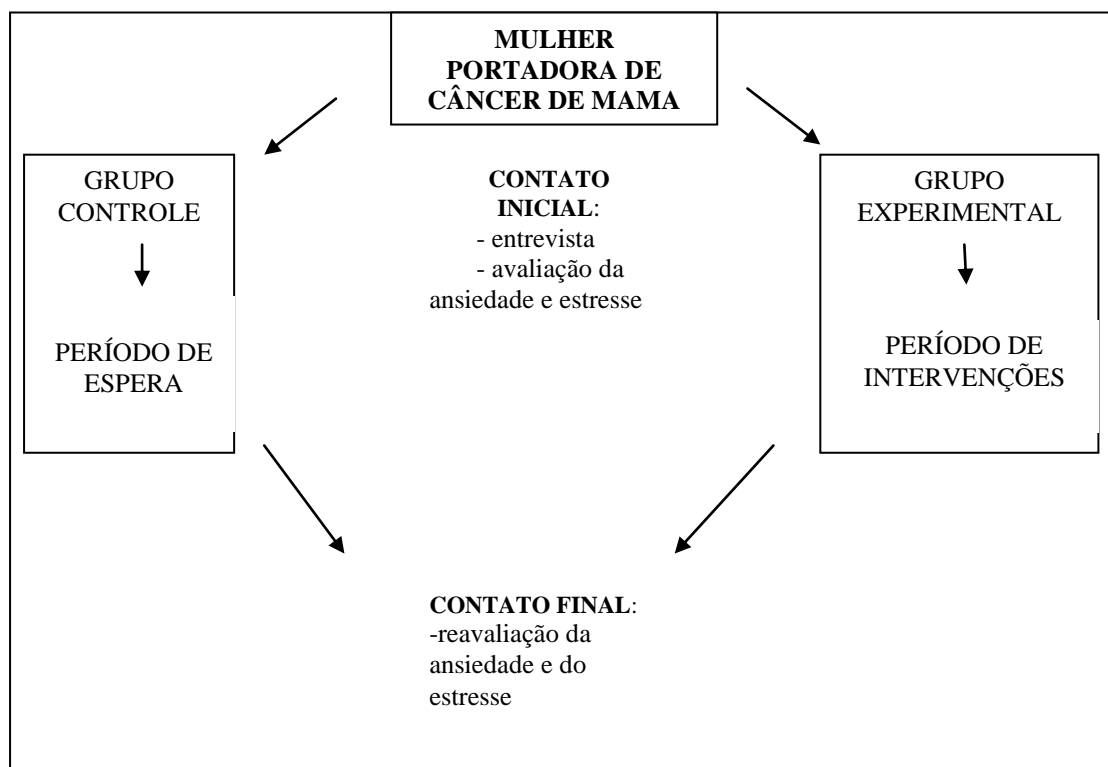 MULHER
PORTADORA DE
CÂNCER DE MAMA
GRUPO
CONTROLE
PERÍODO DE
ESPERA
CONTATO
INICIAL:
- entrevista
- avaliação da
ansiedade e estresse
GRUPO
EXPERIMENTAL
PERÍODO DE
INTERVENÇÕES
CONTATO FINAL:
-reavaliação da
ansiedade e do
estresse